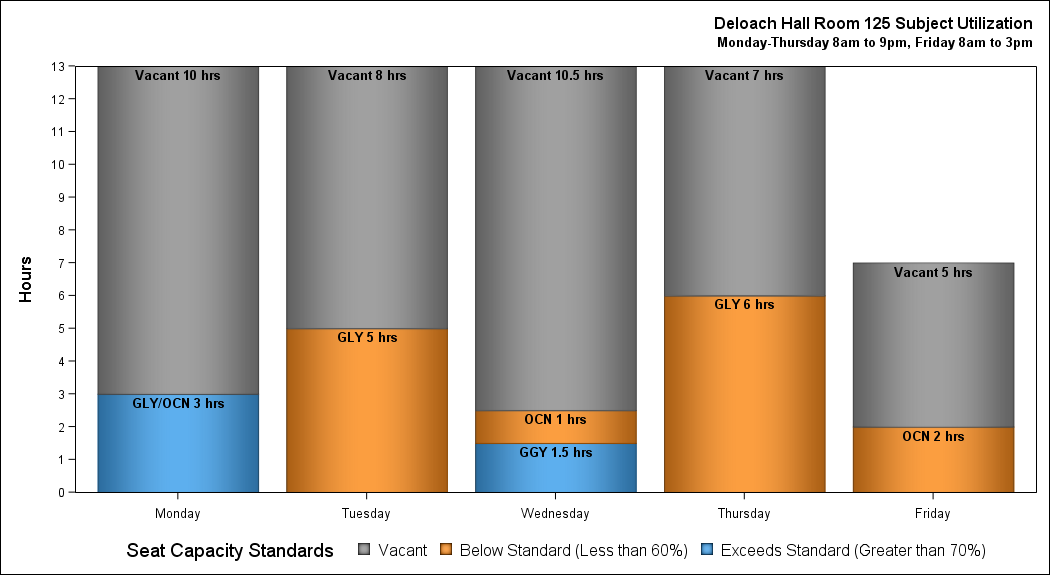 Deloach Hall Room 125 Subject Utilization
Monday-Thursday 8am to 9pm, Friday 8am to 3pm
Hours
13
12
11
10
9
8
7
6
5
4
3
2
1
0
Vacant 10 hrs
GLY/OCN 3 hrs
Vacant 8 hrs
GLY 5 hrs
Vacant 10.5 hrs
OCN 1 hrs
GGY 1.5 hrs
Vacant 7 hrs
GLY 6 hrs
Vacant 5 hrs
OCN 2 hrs
Monday Tuesday Wednesday Thursday Friday
Seat Capacity Standards Vacant Below Standard (Less than 60%) Exceeds Standard (Greater than 70%)